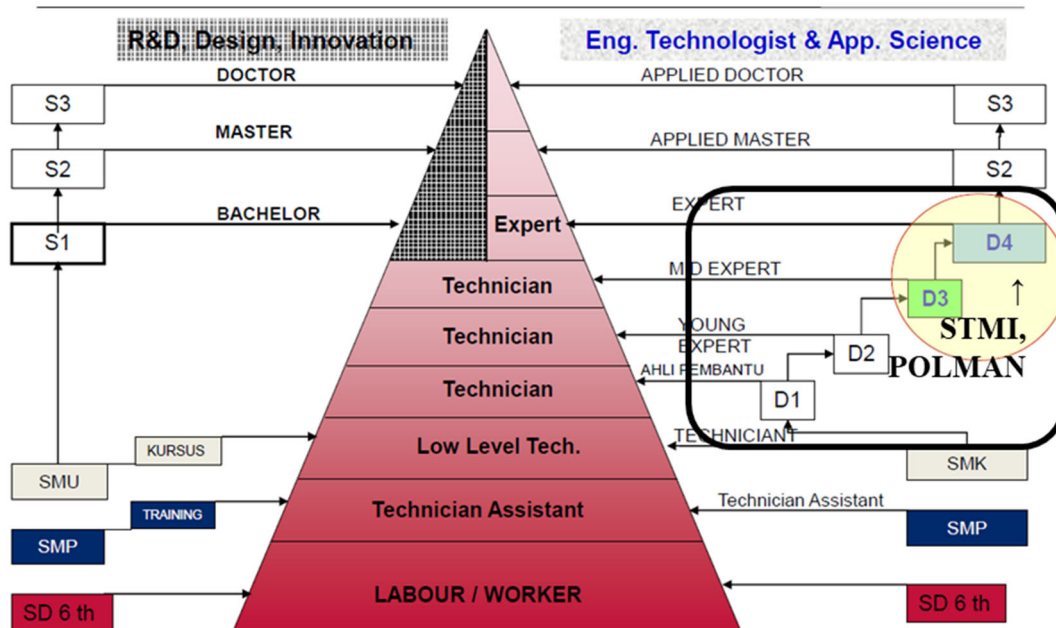 R&D, Design, Innovation
Eng. Technologist & App. Science
DOCTOR
APPLIED DOCTOR
S3
S3
MASTER
APPLIED MASTER
S2
S2
BACHELOR
EXPERT
S1
Expert
D4
MID EXPERT
Technician
D3
↑
STMI,
POLMAN
YOUNG
EXPERT
Technician
D2
AHLI PEMBANTU
Technician
D1
TECHNICIANT
KURSUS
Low Level Tech.
SMU
SMK
Technician Assistant
TRAINING
Technician Assistant
SMP
SMP
LABOUR / WORKER
SD 6 th
SD 6 th